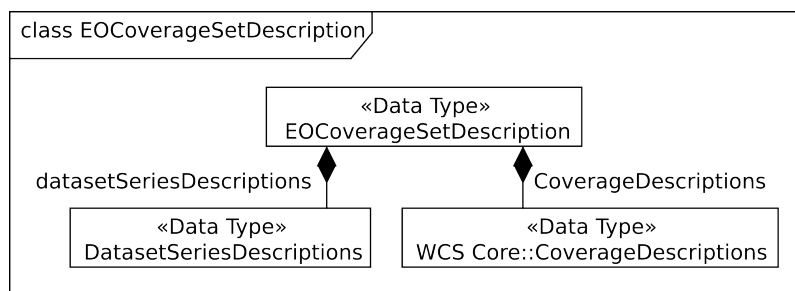 class EOCoverageSetDescription
«Data Type»
EOCoverageSetDescription
datasetSeriesDescriptions
CoverageDescriptions
«Data Type»
DatasetSeriesDescriptions
«Data Type»
WCS Core::CoverageDescriptions